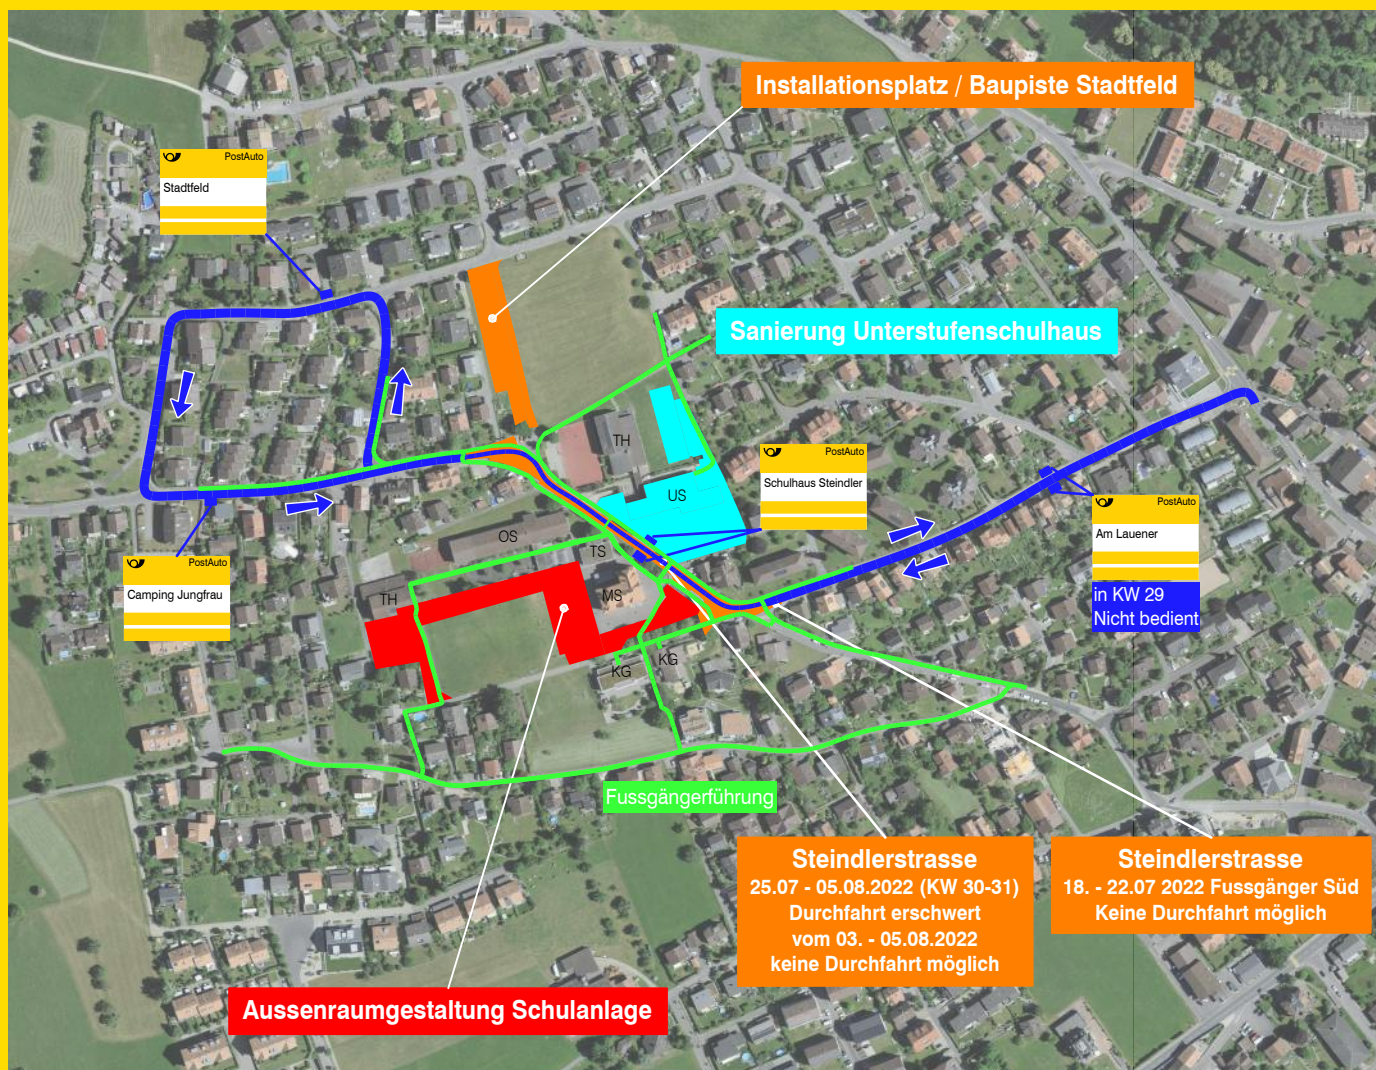 Installationsplatz / Baupiste Stadtfeld
PostAuto
Stadtfeld
Sanierung Unterstufenschulhaus
TH
PostAuto
Schulhaus Steindler
US
PostAuto
Am Lauener
in KW 29
Nicht bedient
OS
TS
PostAuto
Camping Jungfrau
TH
MS
KG
KG
Fussgängerführung
Steindlerstrasse
25.07 - 05.08.2022 (KW 30-31)
Durchfahrt erschwert
vom 03. - 05.08.2022
keine Durchfahrt möglich
Steindlerstrasse
18. - 22.07 2022 Fussgänger Süd
Keine Durchfahrt möglich
Aussenraumgestaltung Schulanlage